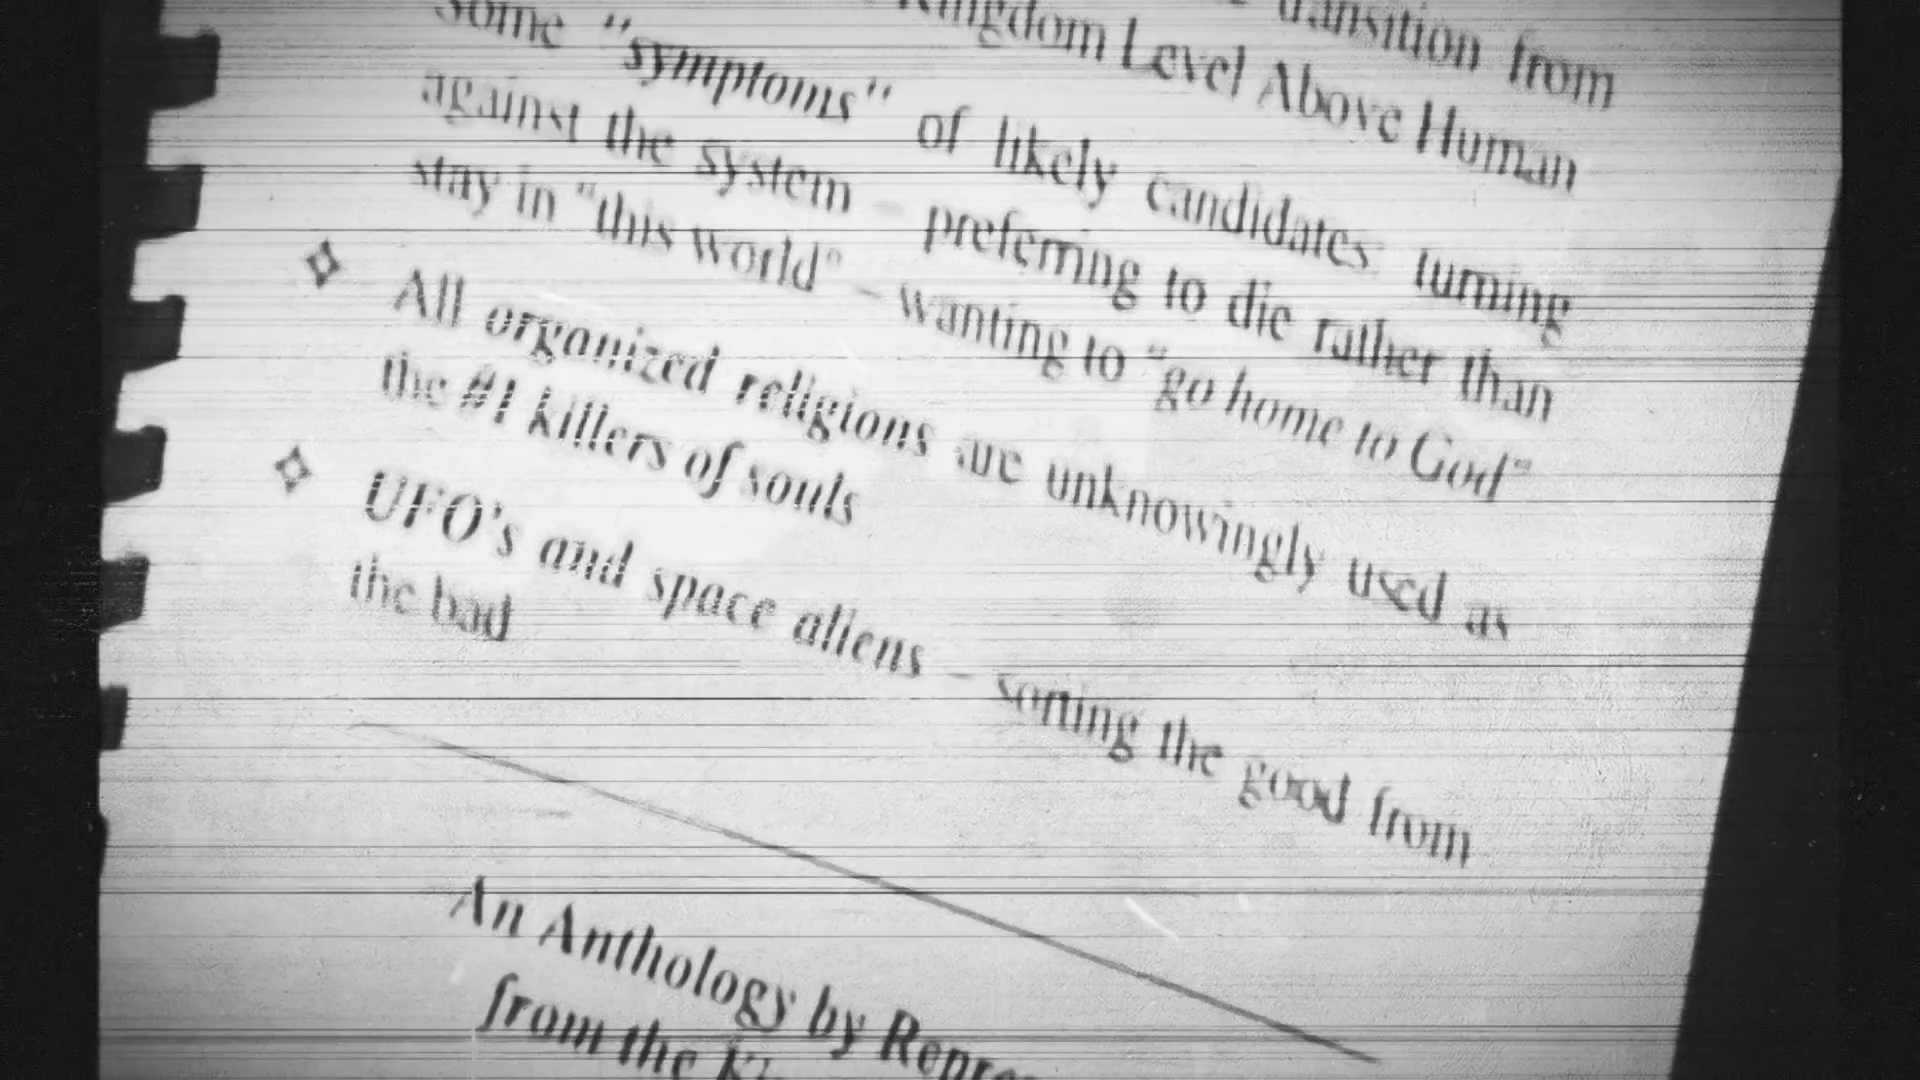 transition from
Kingdom Level Above Human
Some "symptoms" of likely candidates: turning
against the system – preferring to die rather than
stay in "this world" – wanting to "go home to God"
✧ All organized religions are unknowingly used as
the #1 killers of souls
✧ UFO's and space aliens – sorting the good from
the bad
An Anthology by
from the